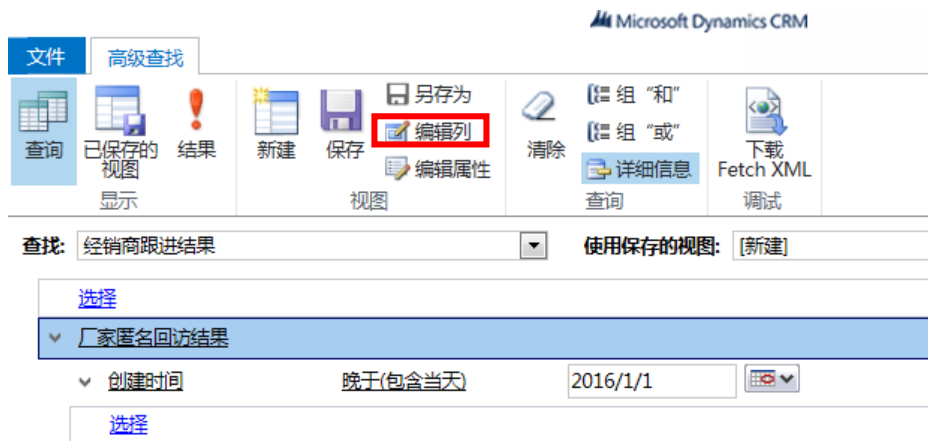 Microsoft Dynamics CRM
文件 高级查找
查询 已保存的视图 结果 新建 保存 另存为 编辑列 编辑属性 清除 组 "和" 组 "或" 详细信息 下载 Fetch XML
显示 视图 查询 调试
查找: 经销商跟进结果 使用保存的视图: [新建]
选择
厂家匿名回访结果
创建时间 晚于(包含当天) 2016/1/1
选择